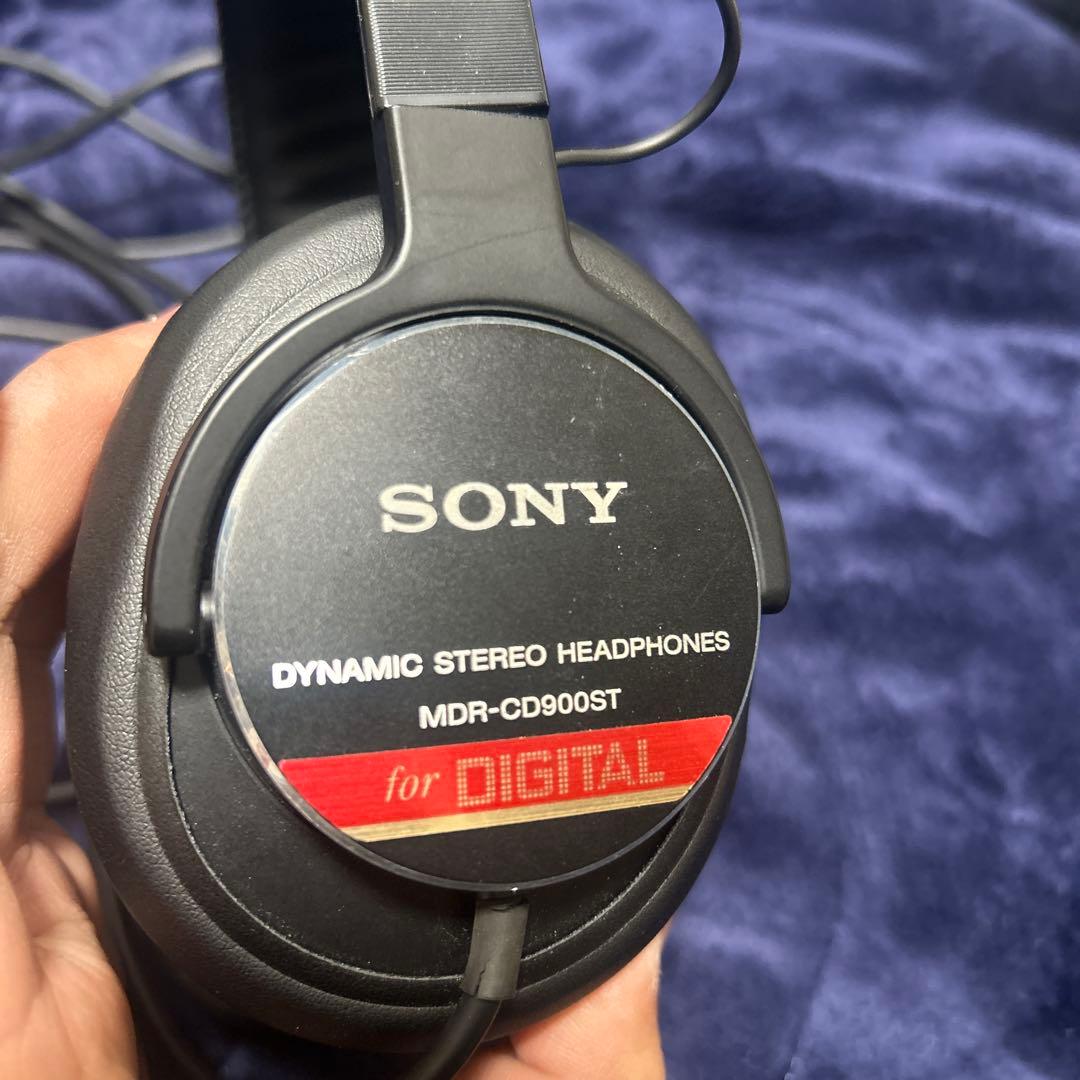 SONY
DYNAMIC STEREO HEADPHONES
MDR-CD900ST
for DIGITAL